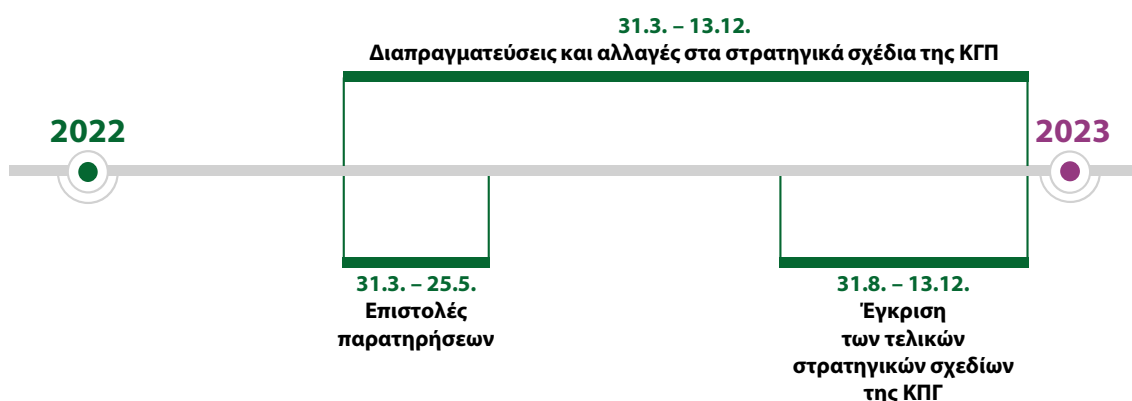 31.3. – 13.12.
Διαπραγματεύσεις και αλλαγές στα στρατηγικά σχέδια της ΚΓΠ
2022
2023
31.3. – 25.5.
Επιστολές
παρατηρήσεων
31.8. – 13.12.
Έγκριση
των τελικών
στρατηγικών σχεδίων
της ΚΠΓ